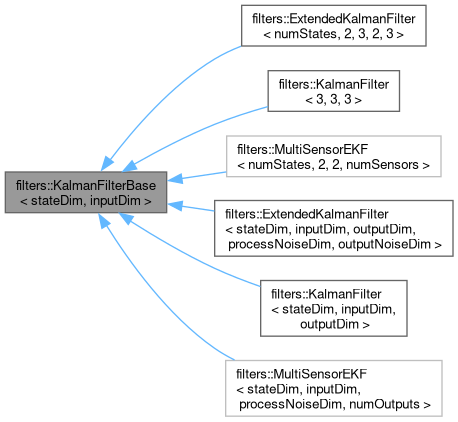 filters::ExtendedKalmanFilter
< numStates, 2, 3, 2, 3 >
filters::KalmanFilter
< 3, 3, 3 >
filters::MultiSensorEKF
< numStates, 2, 2, numSensors >
filters::KalmanFilterBase
< stateDim, inputDim >
filters::ExtendedKalmanFilter
< stateDim, inputDim, outputDim,
processNoiseDim, outputNoiseDim >
filters::KalmanFilter
< stateDim, inputDim,
outputDim >
filters::MultiSensorEKF
< stateDim, inputDim,
processNoiseDim, numOutputs >